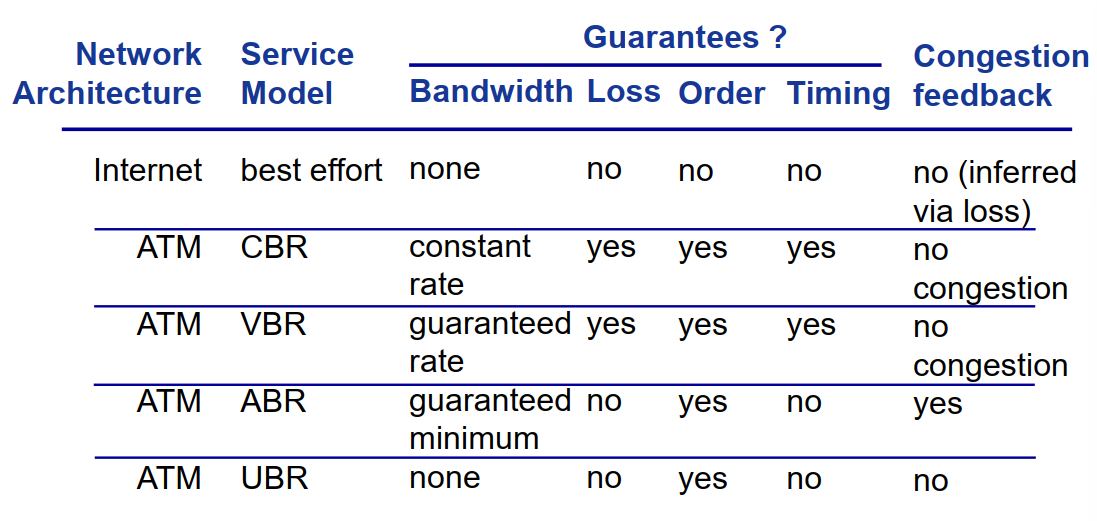 Network Architecture Service Model Guarantees ? Congestion feedback
Bandwidth Loss Order Timing
Internet best effort none no no no no (inferred via loss)
ATM CBR constant rate yes yes yes no congestion
ATM VBR guaranteed rate yes yes yes no congestion
ATM ABR guaranteed minimum no yes no yes
ATM UBR none no yes no no